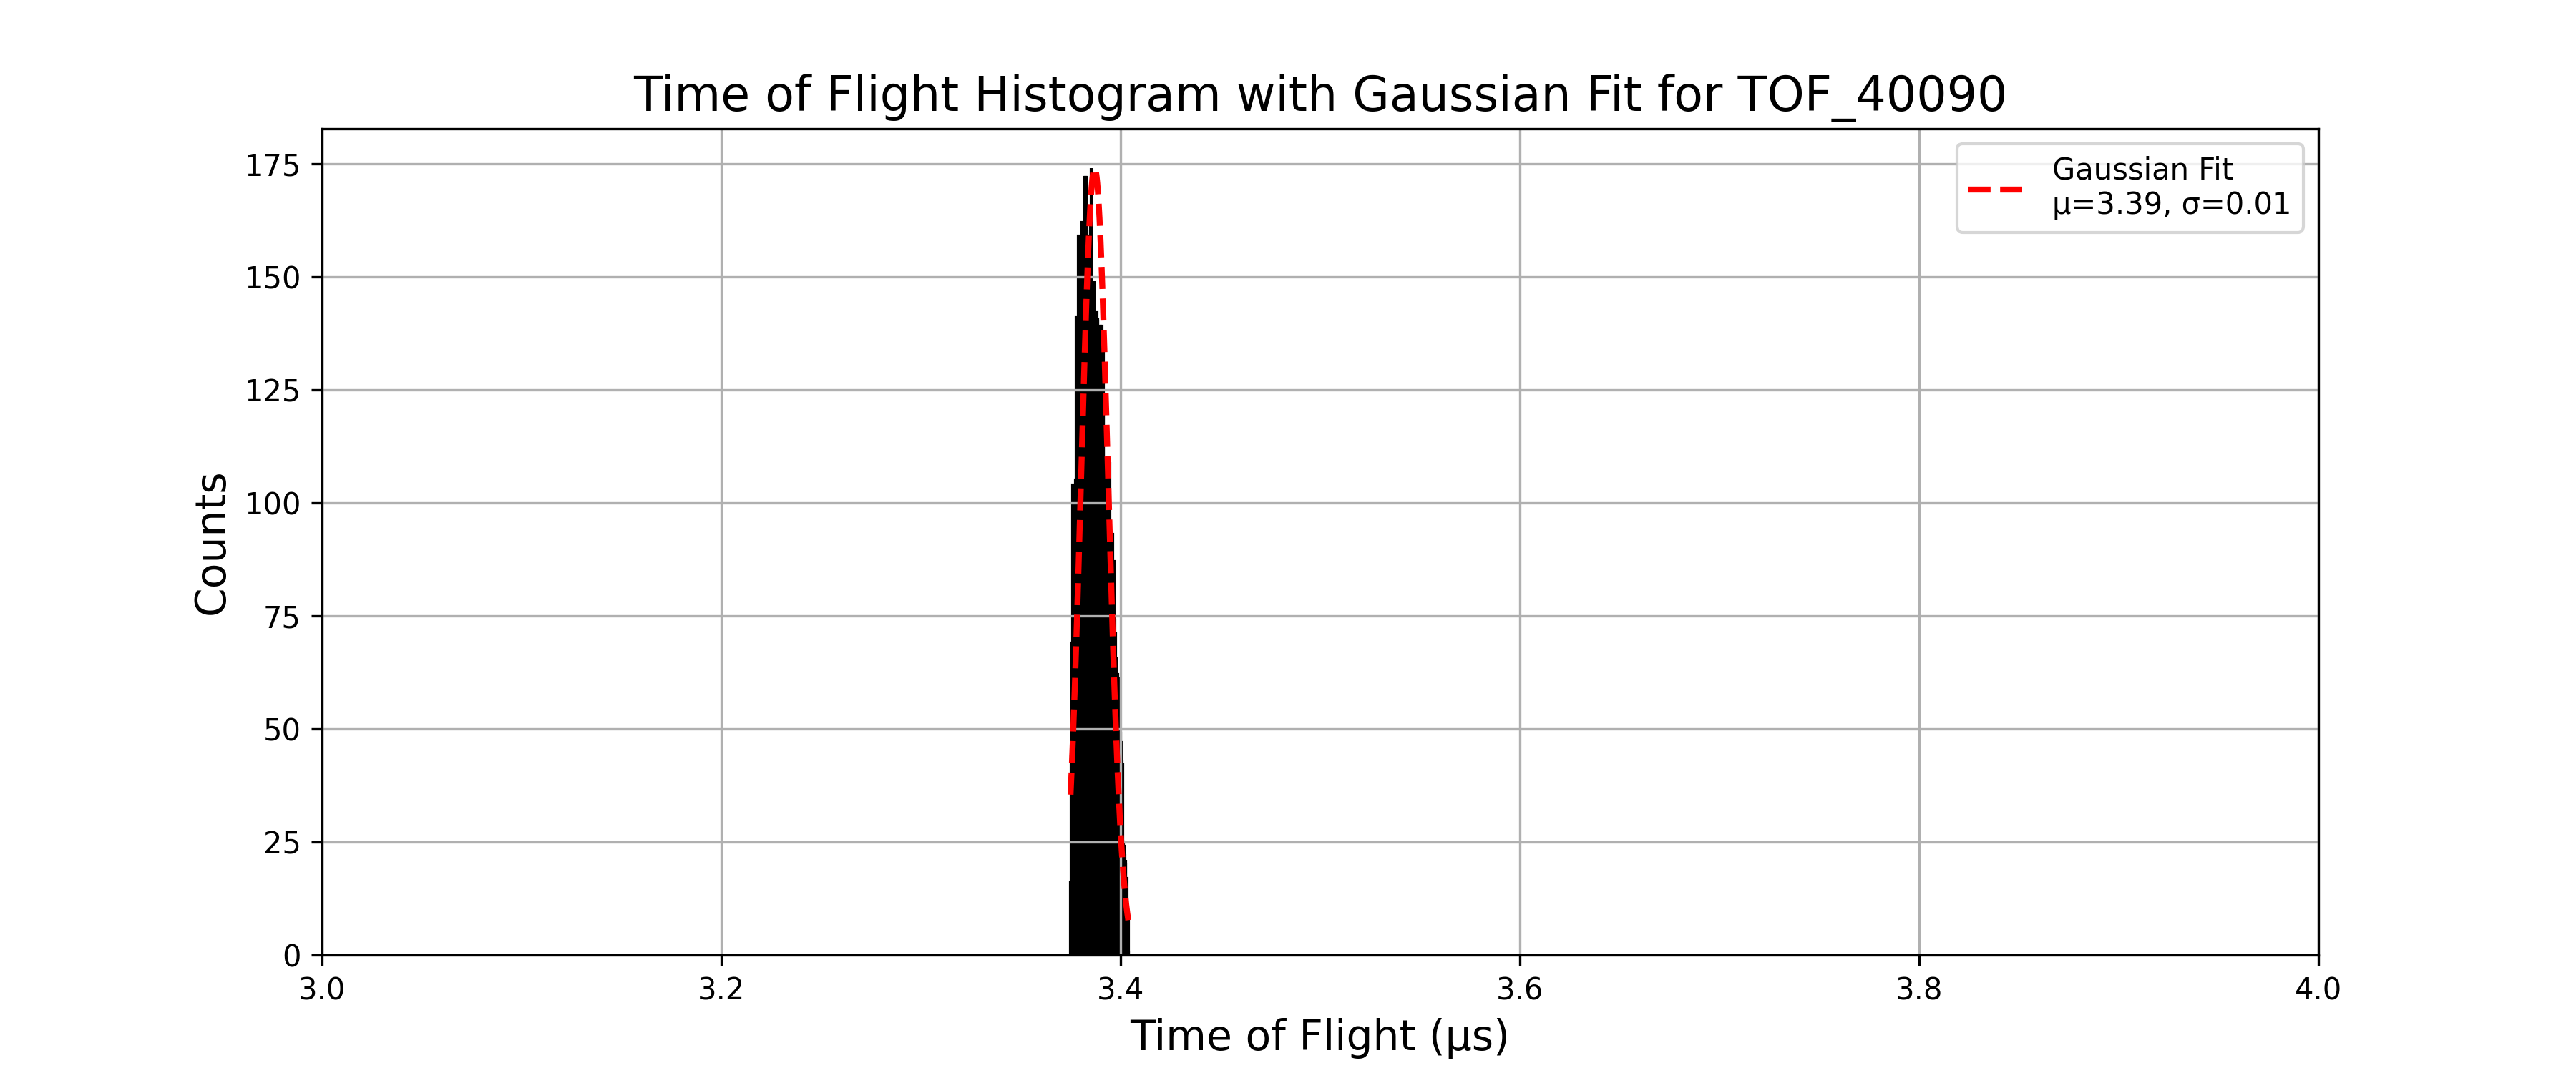 Time of Flight Histogram with Gaussian Fit for TOF_40090
Gaussian Fit
μ=3.39, σ=0.01
175
150
125
100
75
50
25
0
Counts
3.0 3.2 3.4 3.6 3.8 4.0
Time of Flight (μs)